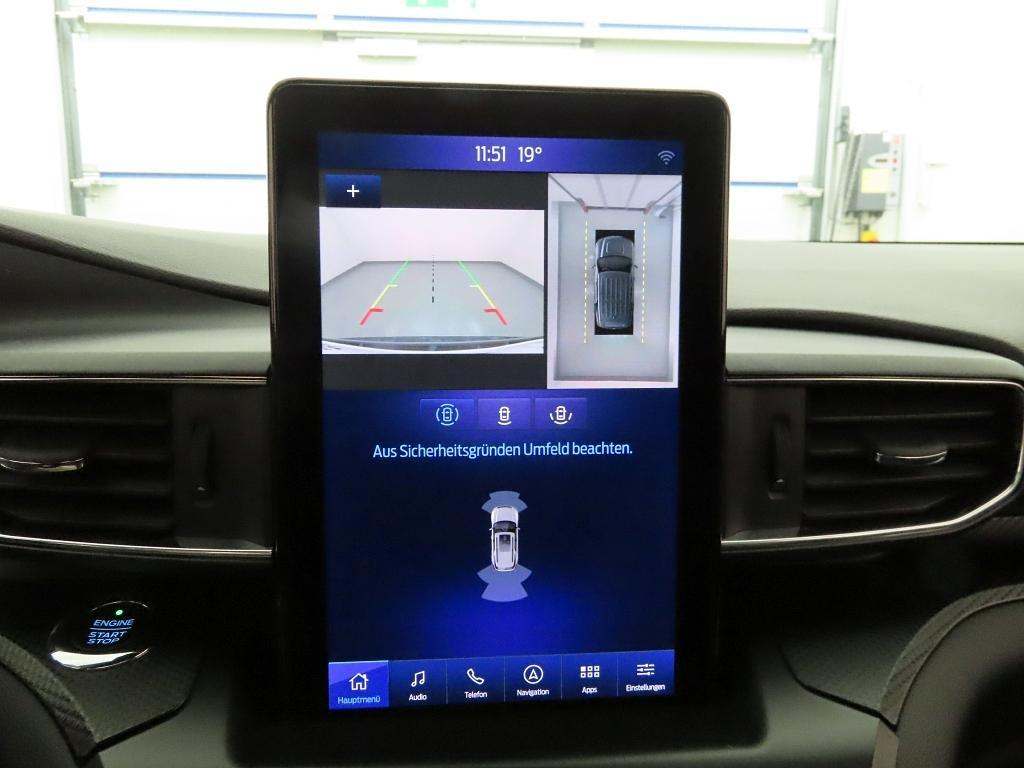 11:51 19°
+
Aus Sicherheitsgründen Umfeld beachten.
ENGINE
START
STOP
Hauptmenü Audio Telefon Navigation Apps Einstellungen